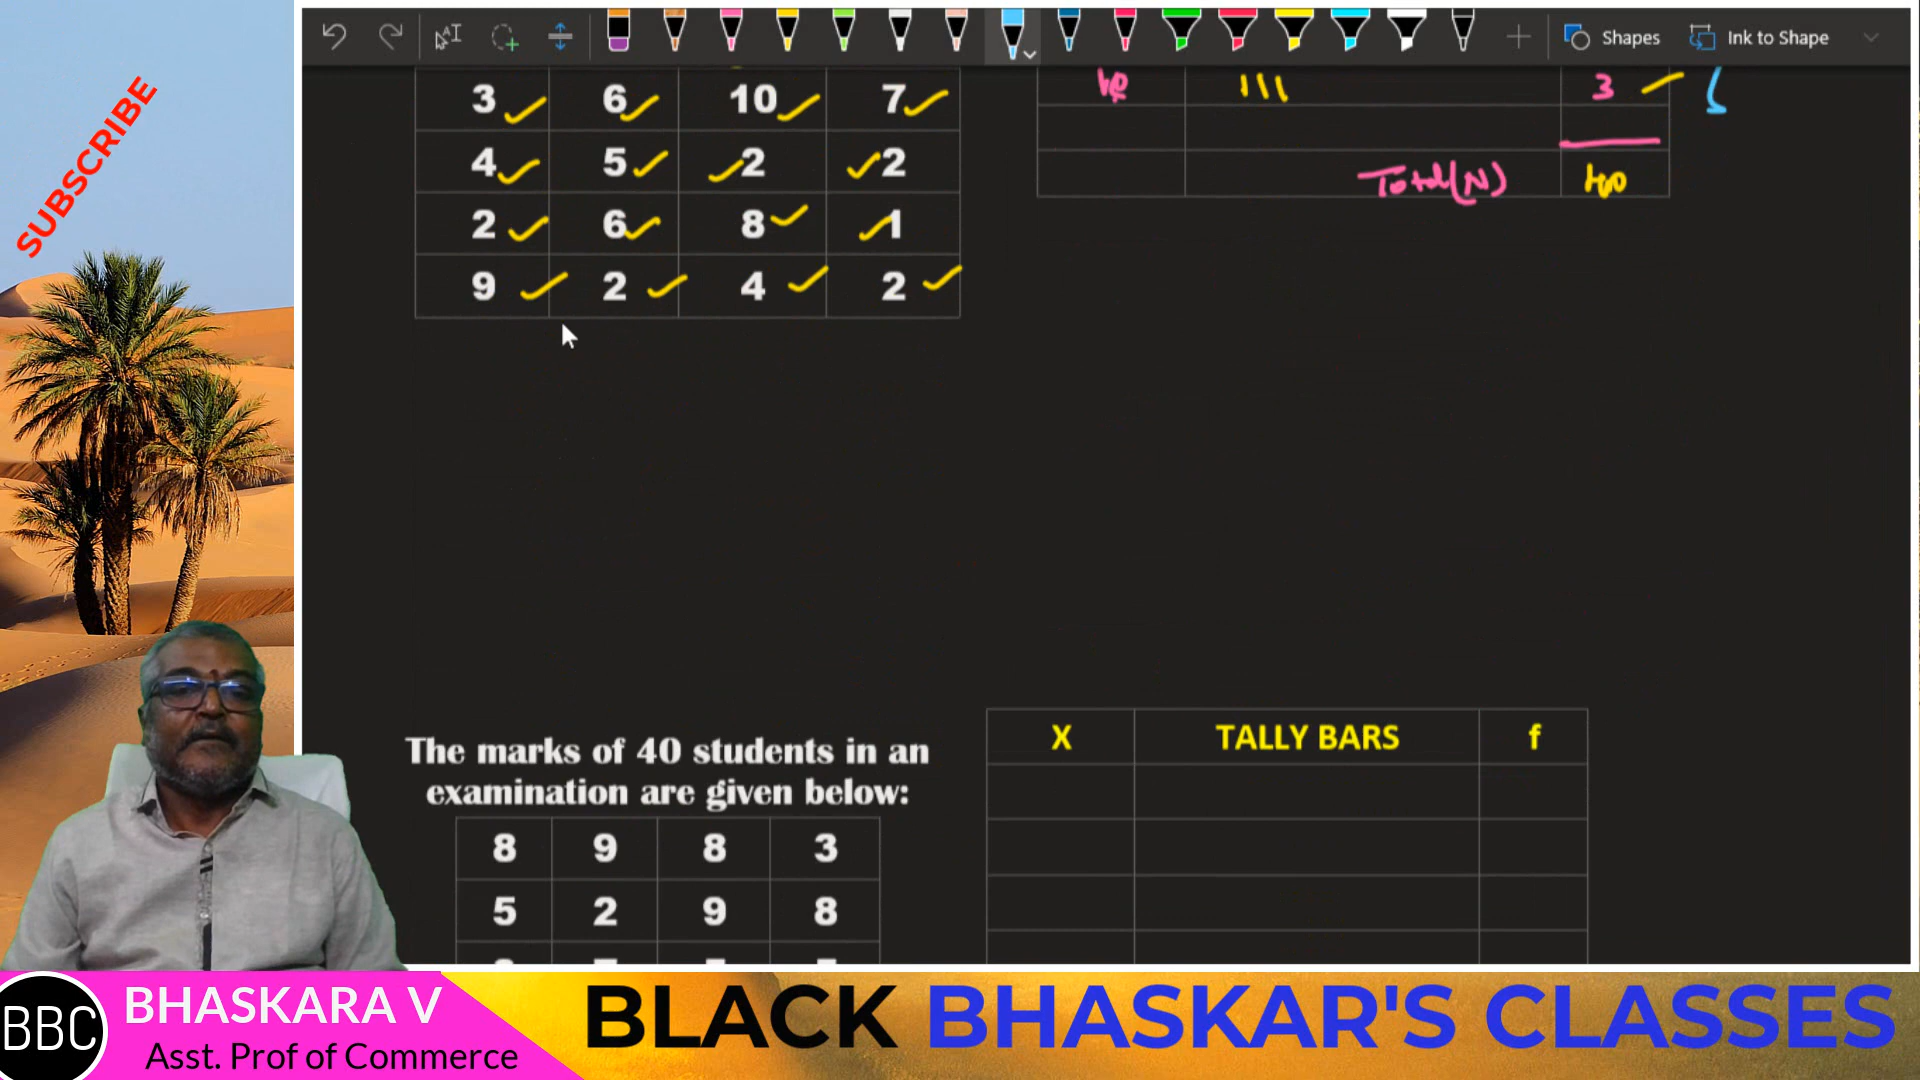 Shapes
Ink to Shape
SUBSCRIBE
3 6 10 7
4 5 2 2
2 6 8 1
9 2 4 2
10 3
Total(N) 40
The marks of 40 students in an
examination are given below:
8 9 8 3
5 2 9 8
X TALLY BARS f
BBC
BHASKARA V
Asst. Prof of Commerce
BLACK BHASKAR'S CLASSES